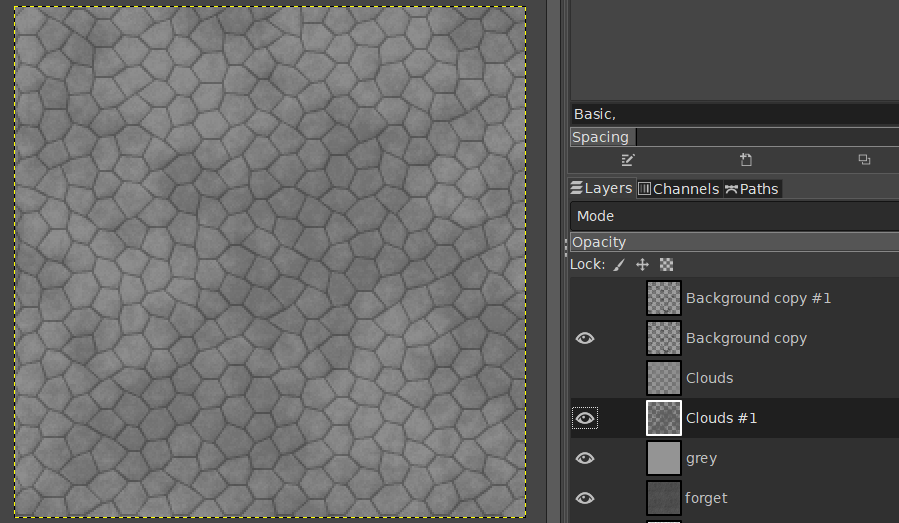 Basic,
Spacing
Layers Channels Paths
Mode
Opacity
Lock:
Background copy #1
Background copy
Clouds
Clouds #1
grey
forget